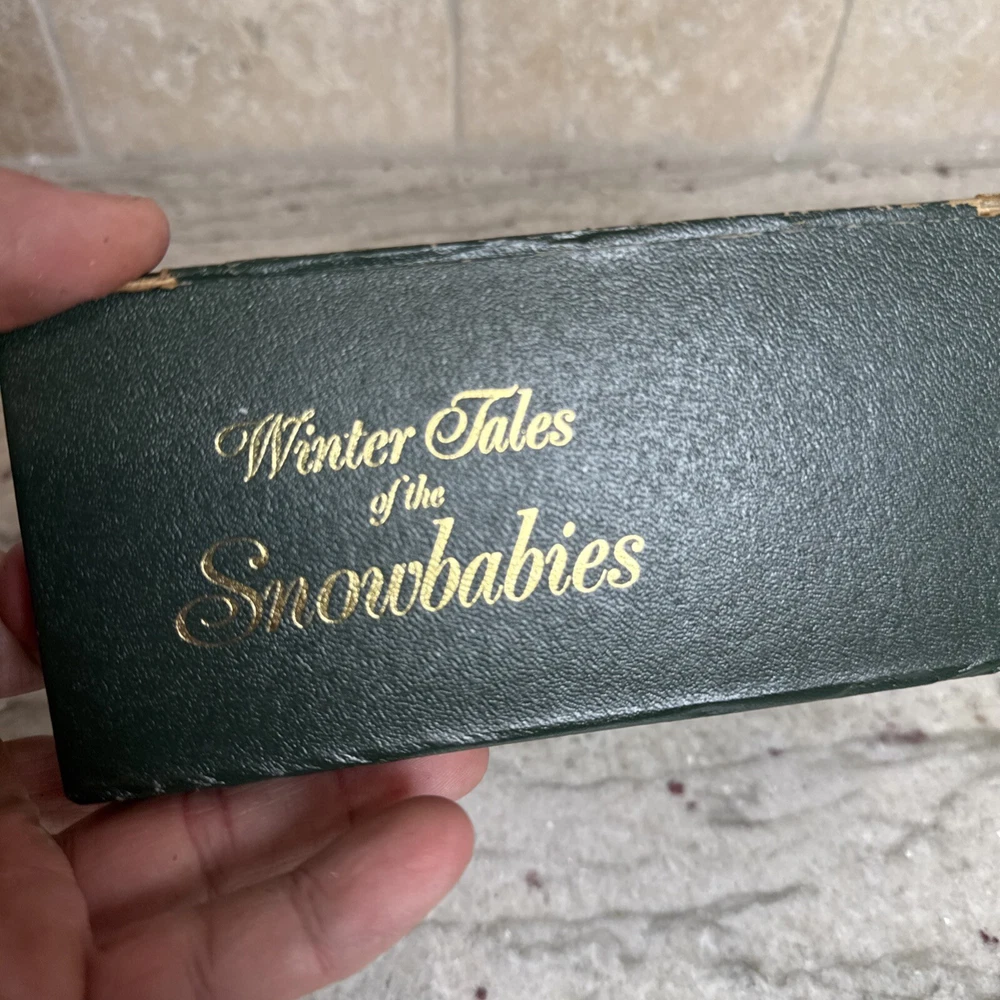 Winter Tales
of the
Snowbabies